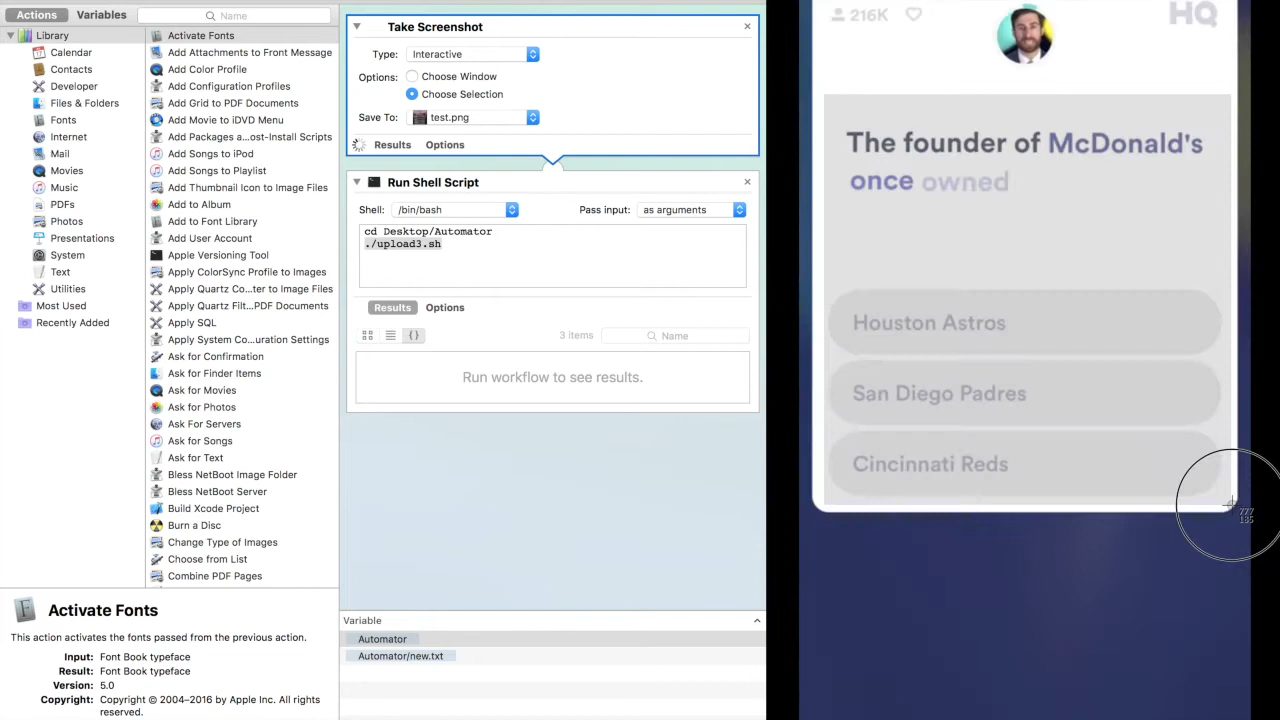 Actions
Variables
Name
Library
Calendar
Contacts
Developer
Files & Folders
Fonts
Internet
Mail
Movies
Music
PDFs
Photos
Presentations
System
Text
Utilities
Most Used
Recently Added
Activate Fonts
Add Attachments to Front Message
Add Color Profile
Add Configuration Profiles
Add Grid to PDF Documents
Add Movie to iDVD Menu
Add Packages a...ost-Install Scripts
Add Songs to iPod
Add Songs to Playlist
Add Thumbnail Icon to Image Files
Add to Album
Add to Font Library
Add User Account
Apple Versioning Tool
Apply ColorSync Profile to Images
Apply Quartz Co...ter to Image Files
Apply Quartz Filt...PDF Documents
Apply SQL
Apply System Co...uration Settings
Ask for Confirmation
Ask for Finder Items
Ask for Movies
Ask for Photos
Ask For Servers
Ask for Songs
Ask for Text
Bless NetBoot Image Folder
Bless NetBoot Server
Build Xcode Project
Burn a Disc
Change Type of Images
Choose from List
Combine PDF Pages
Activate Fonts
This action activates the fonts passed from the previous action.
Input: Font Book typeface
Result: Font Book typeface
Version: 5.0
Copyright: Copyright © 2004–2016 by Apple Inc. All rights
reserved.
Take Screenshot
Type: Interactive
Options: Choose Window
Choose Selection
Save To: test.png
Results Options
Run Shell Script
Shell: /bin/bash Pass input: as arguments
cd Desktop/Automator
./upload3.sh
Results Options
3 items Name
Run workflow to see results.
Variable
Automator
Automator/new.txt
216K
HQ
The founder of McDonald's
once owned
Houston Astros
San Diego Padres
Cincinnati Reds
777
185